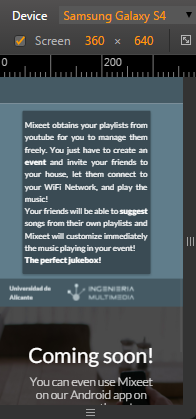 Device Samsung Galaxy S4
Screen 360 × 640
0 200
Mixeet obtains your playlists from
youtube for you to manage them
freely. You just have to create an
event and invite your friends to
your house, let them connect to
your WiFi Network, and play the
music!
Your friends will be able to suggest
songs from their own playlists and
Mixeet will customize immediately
the music playing in your event!
The perfect jukebox!
Universidad de
Alicante
INGENIERIA
MULTIMEDIA
Coming soon!
You can even use Mixeet
on our Android app on